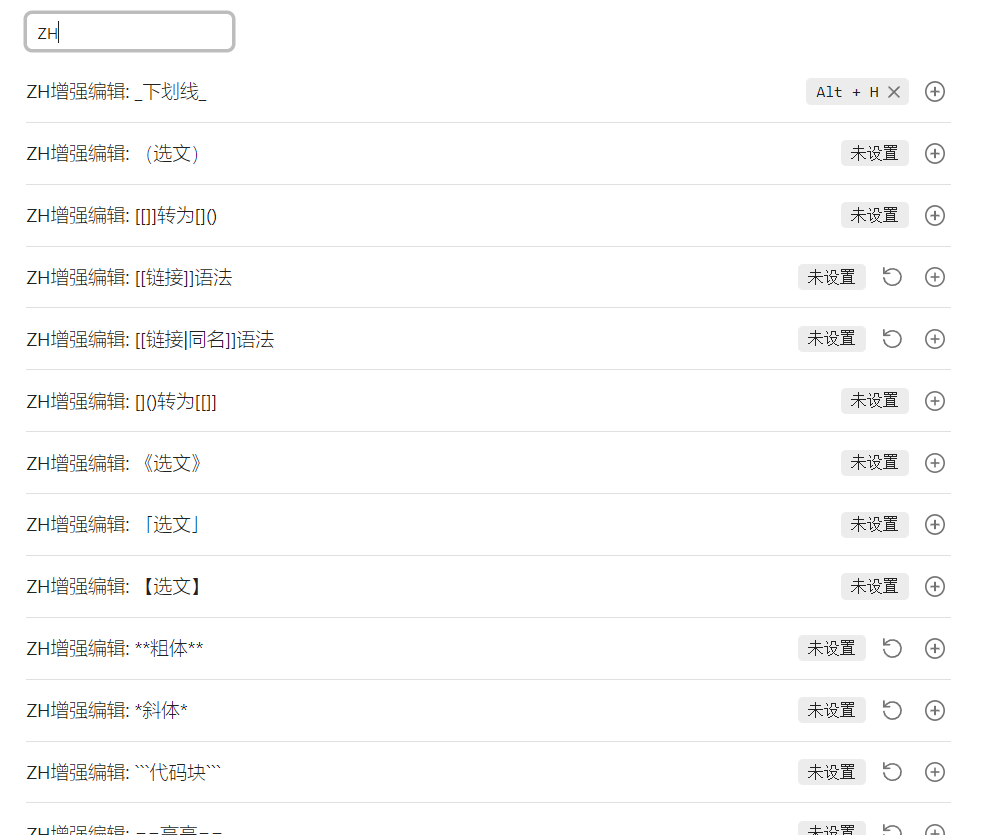 ZH
ZH增强编辑: _下划线_ Alt + H
ZH增强编辑: （选文） 未设置
ZH增强编辑: [[]]转为[]() 未设置
ZH增强编辑: [[链接]]语法 未设置
ZH增强编辑: [[链接|同名]]语法 未设置
ZH增强编辑: []()转为[[]] 未设置
ZH增强编辑: 《选文》 未设置
ZH增强编辑: 「选文」 未设置
ZH增强编辑: 【选文】 未设置
ZH增强编辑: **粗体** 未设置
ZH增强编辑: *斜体* 未设置
ZH增强编辑: ```代码块``` 未设置
ZH增强编辑: ==高亮== 未设置